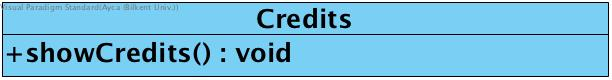 Visual Paradigm Standard(Ayca (Bilkent Univ.))
Credits
+showCredits() : void